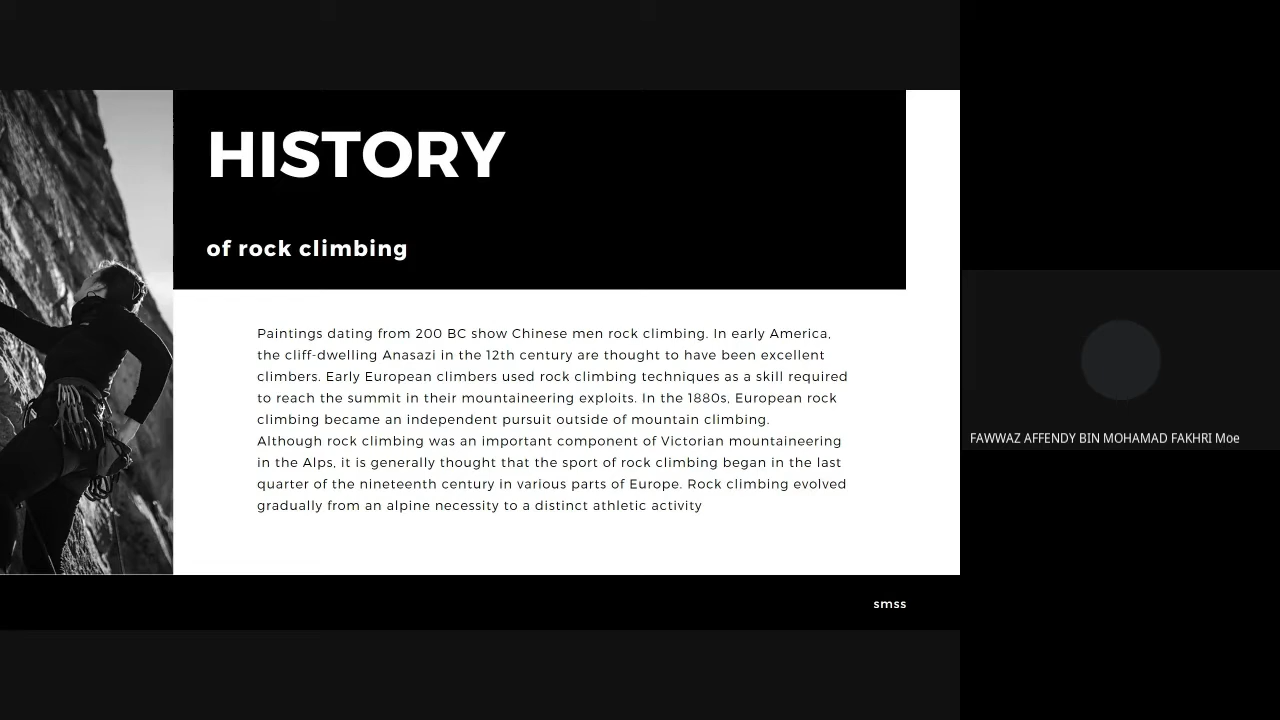 HISTORY
of rock climbing
Paintings dating from 200 BC show Chinese men rock climbing. In early America,
the cliff-dwelling Anasazi in the 12th century are thought to have been excellent
climbers. Early European climbers used rock climbing techniques as a skill required
to reach the summit in their mountaineering exploits. In the 1880s, European rock
climbing became an independent pursuit outside of mountain climbing.
Although rock climbing was an important component of Victorian mountaineering
in the Alps, it is generally thought that the sport of rock climbing began in the last
quarter of the nineteenth century in various parts of Europe. Rock climbing evolved
gradually from an alpine necessity to a distinct athletic activity
smss
FAWWAZ AFFENDY BIN MOHAMAD FAKHRI Moe